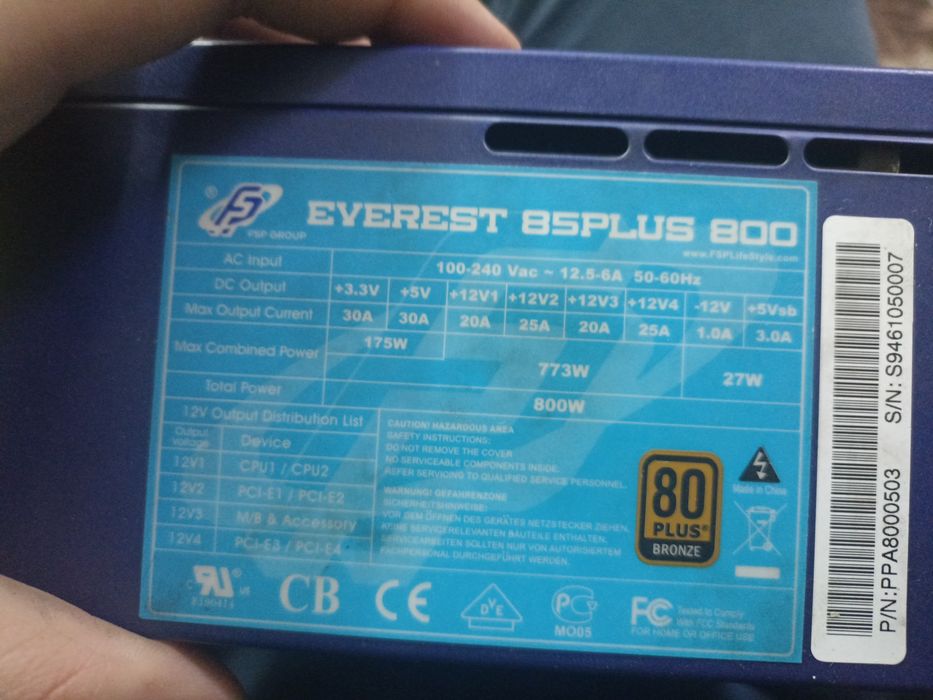 ®
FSP GROUP
EVEREST 85PLUS 800
www.FSPLifeStyle.com
AC Input 100-240 Vac ~ 12.5-6A 50-60Hz
DC Output +3.3V +5V +12V1 +12V2 +12V3 +12V4 -12V +5Vsb
Max Output Current 30A 30A 20A 25A 20A 25A 1.0A 3.0A
Max Combined Power 175W 773W 27W
Total Power 800W
12V Output Distribution List
Output Voltage Device
12V1 CPU1 / CPU2
12V2 PCI-E1 / PCI-E2
12V3 M/B & Accessory
12V4 PCI-E3 / PCI-E4
CAUTION! HAZARDOUS AREA
SAFETY INSTRUCTIONS:
DO NOT REMOVE THE COVER
NO SERVICEABLE COMPONENTS INSIDE.
REFER SERVICING TO QUALIFIED SERVICE PERSONNEL.
WARNUNG! GEFAHRENZONE
SICHERHEITSHINWEISE:
VOR DEM ÖFFNEN DES GERÄTES NETZSTECKER ZIEHEN.
KEINE SERVICERELEVANTEN BAUTEILE ENTHALTEN.
SERVICEARBEITEN SOLLTEN NUR VON AUTORISIERTEM
FACHPERSONAL DURCHGEFÜHRT WERDEN.
80
PLUS®
BRONZE
Made in China
c RU US
CB
CE
DVE
PG
MO05
FC
Tested to Comply
With FCC Standards
FOR HOME OR OFFICE USE
P/N:PPA8000503 S/N: S9461050007